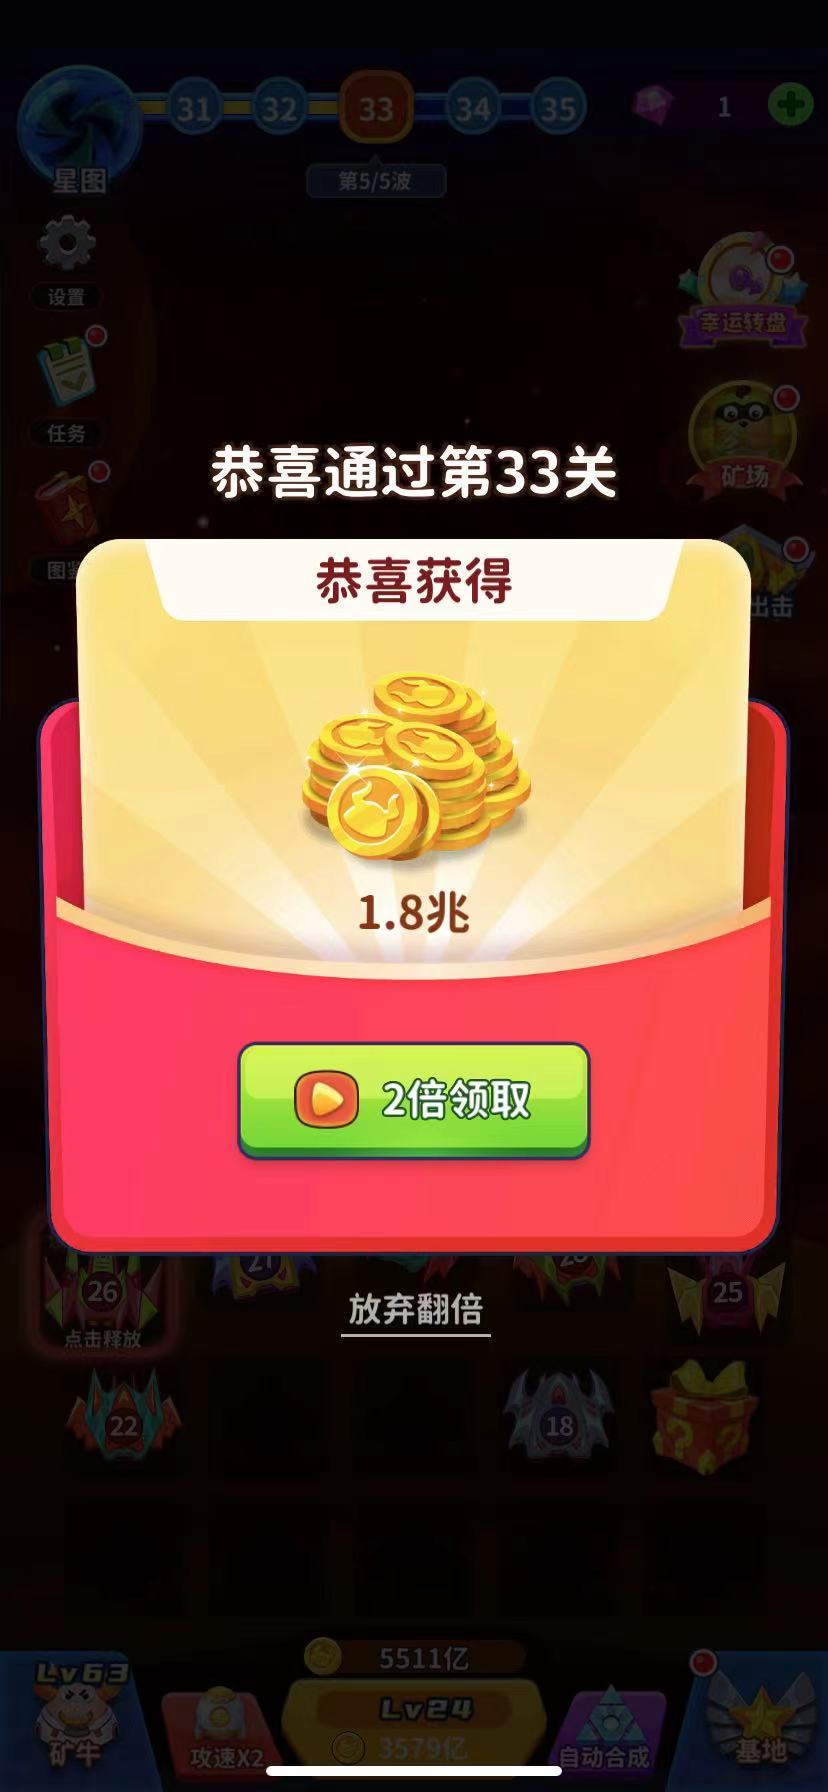 31
32
33
34
35
1
星图
第5/5波
设置
幸运转盘
任务
矿场
恭喜通过第33关
图鉴
出击
恭喜获得
1.8兆
2倍领取
26
27
25
点击释放
放弃翻倍
22
18
5511亿
Lv63
Lv24
矿牛
攻速X2
3579亿
自动合成
基地